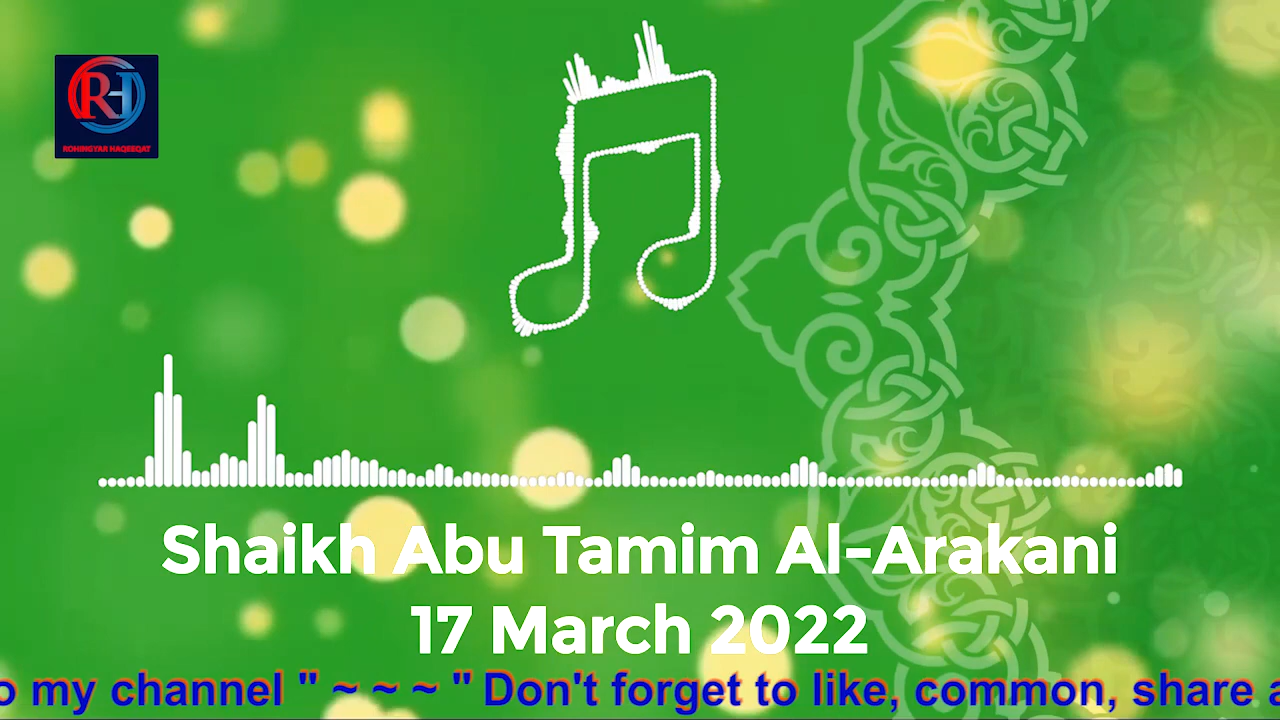 RH
ROHINGYAR HAQEEQAT
Shaikh Abu Tamim Al-Arakani
17 March 2022
o my channel " ~ ~ ~ " Don't forget to like, common, share a